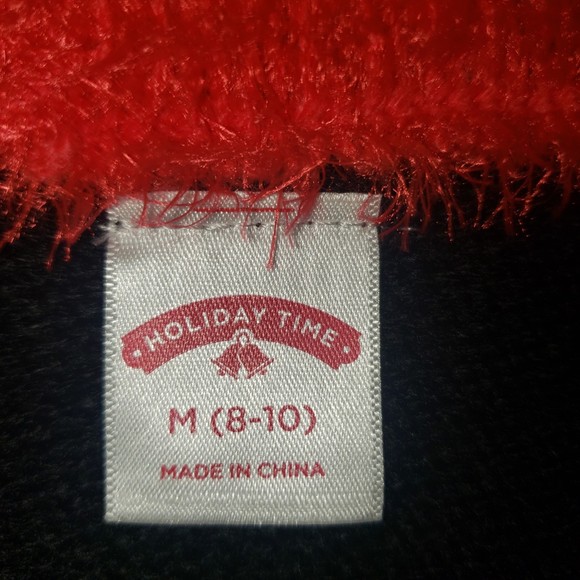 • HOLIDAY TIME •
M (8-10)
MADE IN CHINA